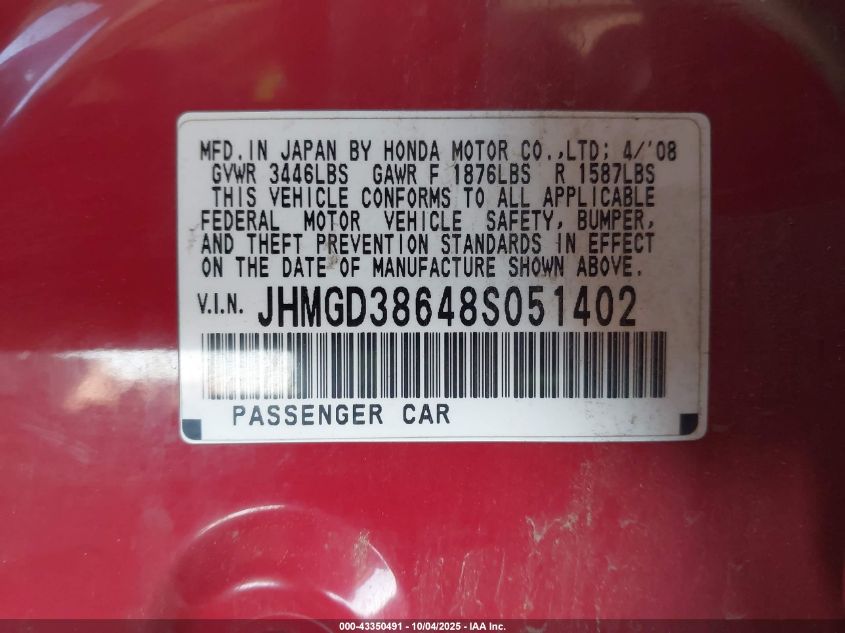 MFD. IN JAPAN BY HONDA MOTOR CO., LTD; 4/'08
GVWR 3446LBS GAWR F 1876LBS R 1587LBS
THIS VEHICLE CONFORMS TO ALL APPLICABLE
FEDERAL MOTOR VEHICLE SAFETY, BUMPER,
AND THEFT PREVENTION STANDARDS IN EFFECT
ON THE DATE OF MANUFACTURE SHOWN ABOVE.
V.I.N. JHMGD38648S051402
PASSENGER CAR
000-43350491 - 10/04/2025 - IAA Inc.